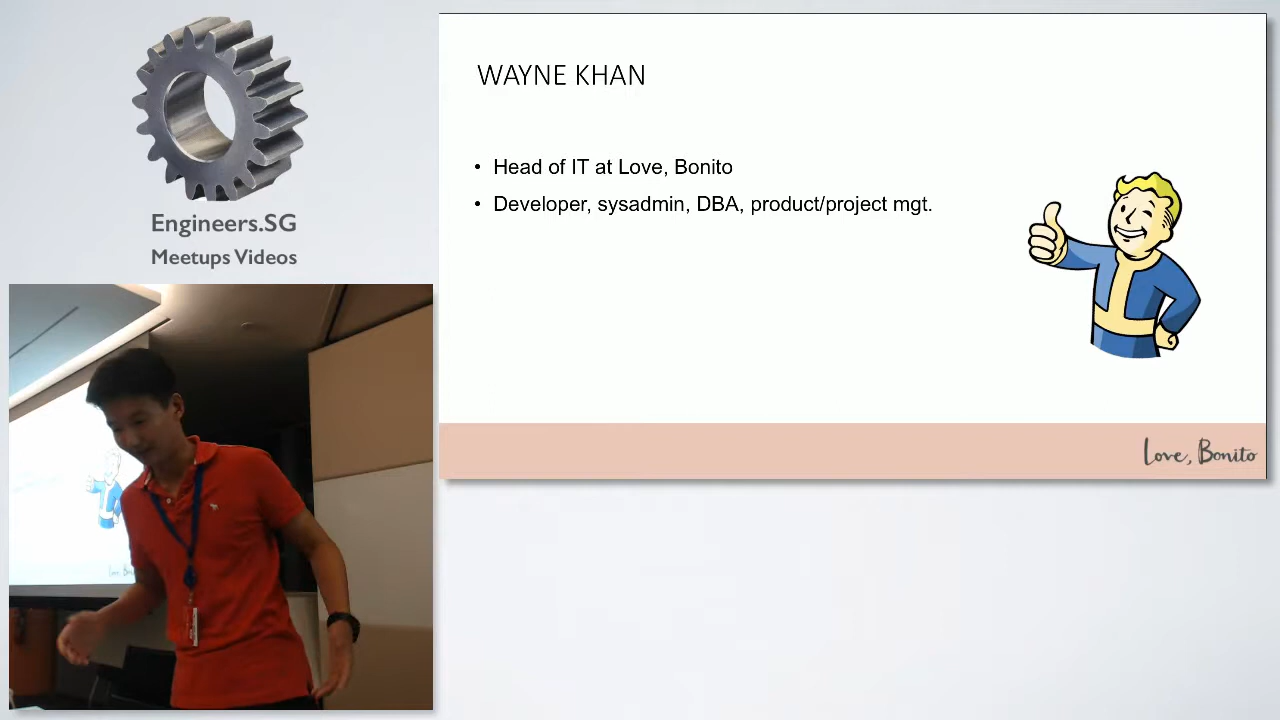 Engineers.SG
Meetups Videos
WAYNE KHAN
• Head of IT at Love, Bonito
• Developer, sysadmin, DBA, product/project mgt.
Love, Bonito